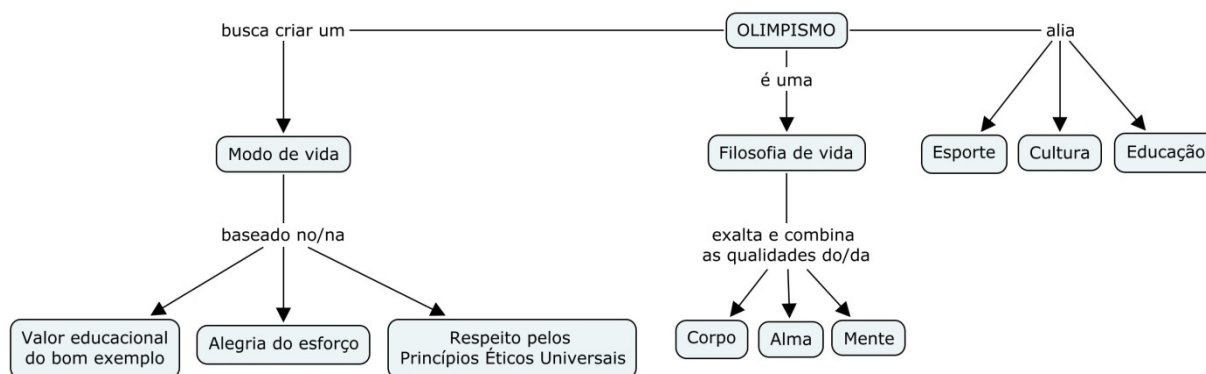 busca criar um
OLIMPISMO
alia
é uma
Modo de vida
Filosofia de vida
Esporte
Cultura
Educação
baseado no/na
exalta e combina
as qualidades do/da
Valor educacional
do bom exemplo
Alegria do esforço
Respeito pelos
Princípios Éticos Universais
Corpo
Alma
Mente